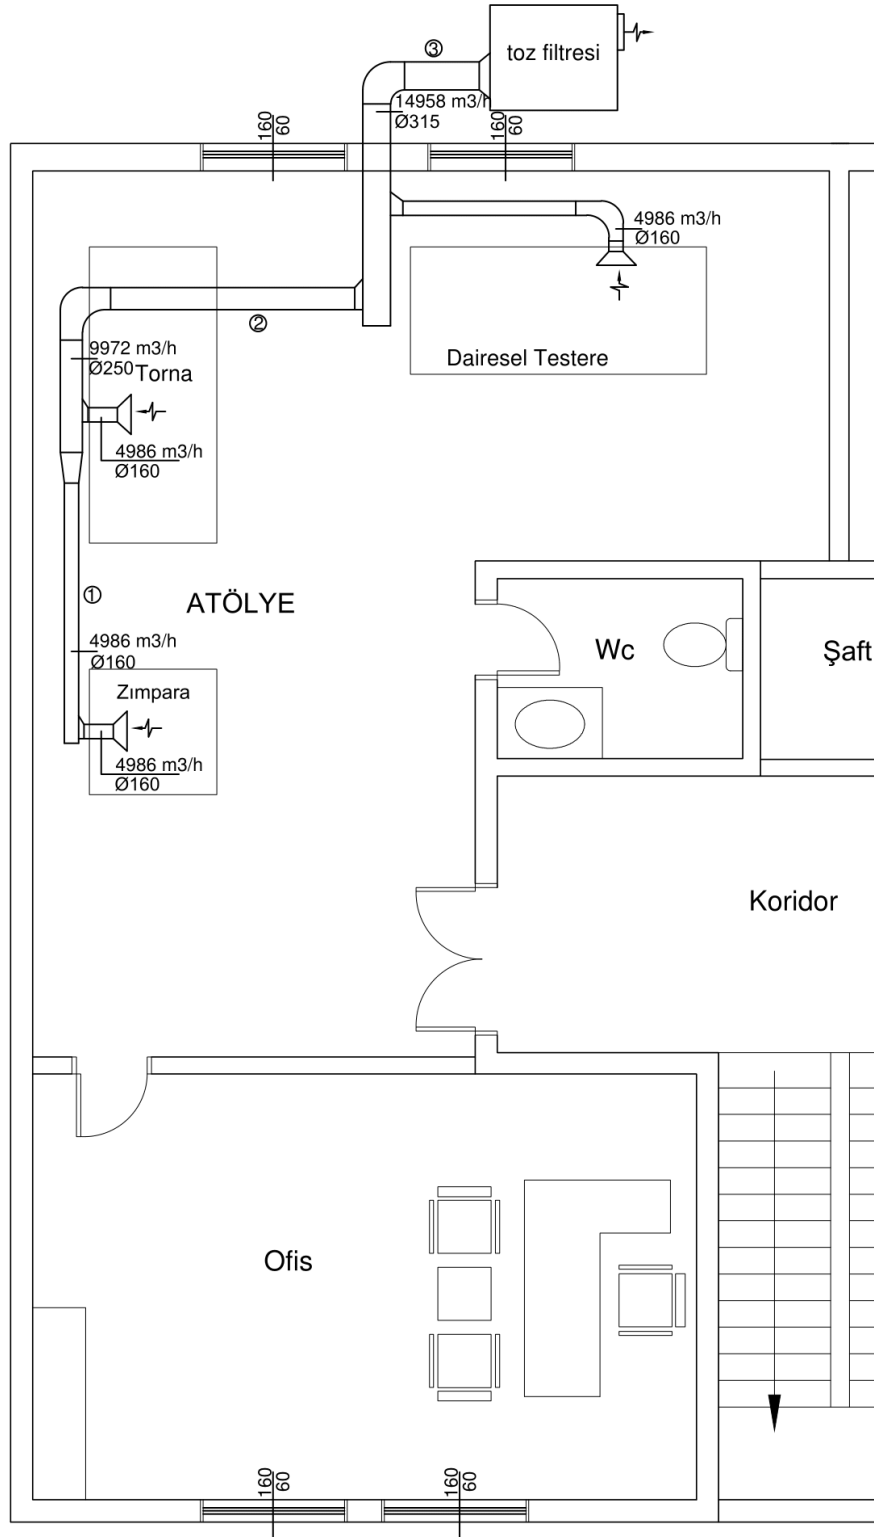 ③
toz filtresi
14958 m3/h
Ø315
160
60
160
60
4986 m3/h
Ø160
②
9972 m3/h
Ø250
Torna
Dairesel Testere
4986 m3/h
Ø160
①
ATÖLYE
4986 m3/h
Ø160
Wc
Şaft
Zımpara
4986 m3/h
Ø160
Koridor
Ofis
160
60
160
60